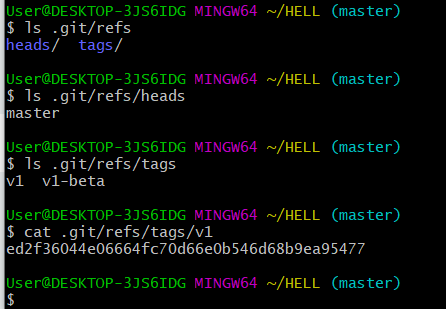 User@DESKTOP-3JS6IDG MINGW64 ~/HELL (master)
$ ls .git/refs
heads/  tags/
User@DESKTOP-3JS6IDG MINGW64 ~/HELL (master)
$ ls .git/refs/heads
master
User@DESKTOP-3JS6IDG MINGW64 ~/HELL (master)
$ ls .git/refs/tags
v1  v1-beta
User@DESKTOP-3JS6IDG MINGW64 ~/HELL (master)
$ cat .git/refs/tags/v1
ed2f36044e06664fc70d66e0b546d68b9ea95477
User@DESKTOP-3JS6IDG MINGW64 ~/HELL (master)
$